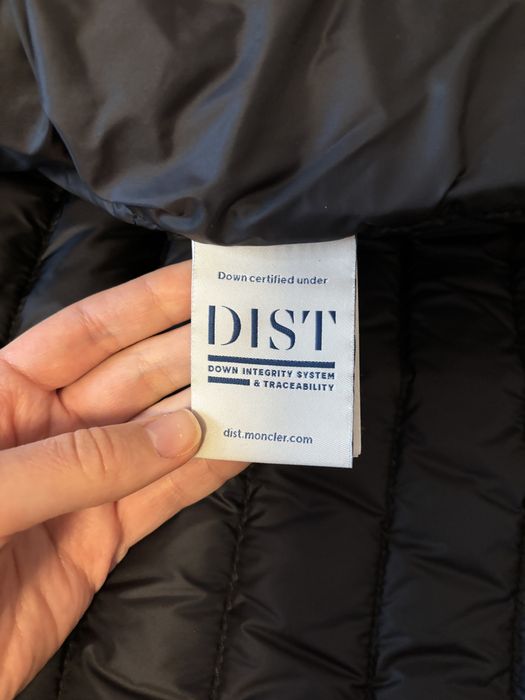 Down certified under
DIST
DOWN INTEGRITY SYSTEM
& TRACEABILITY
dist.moncler.com